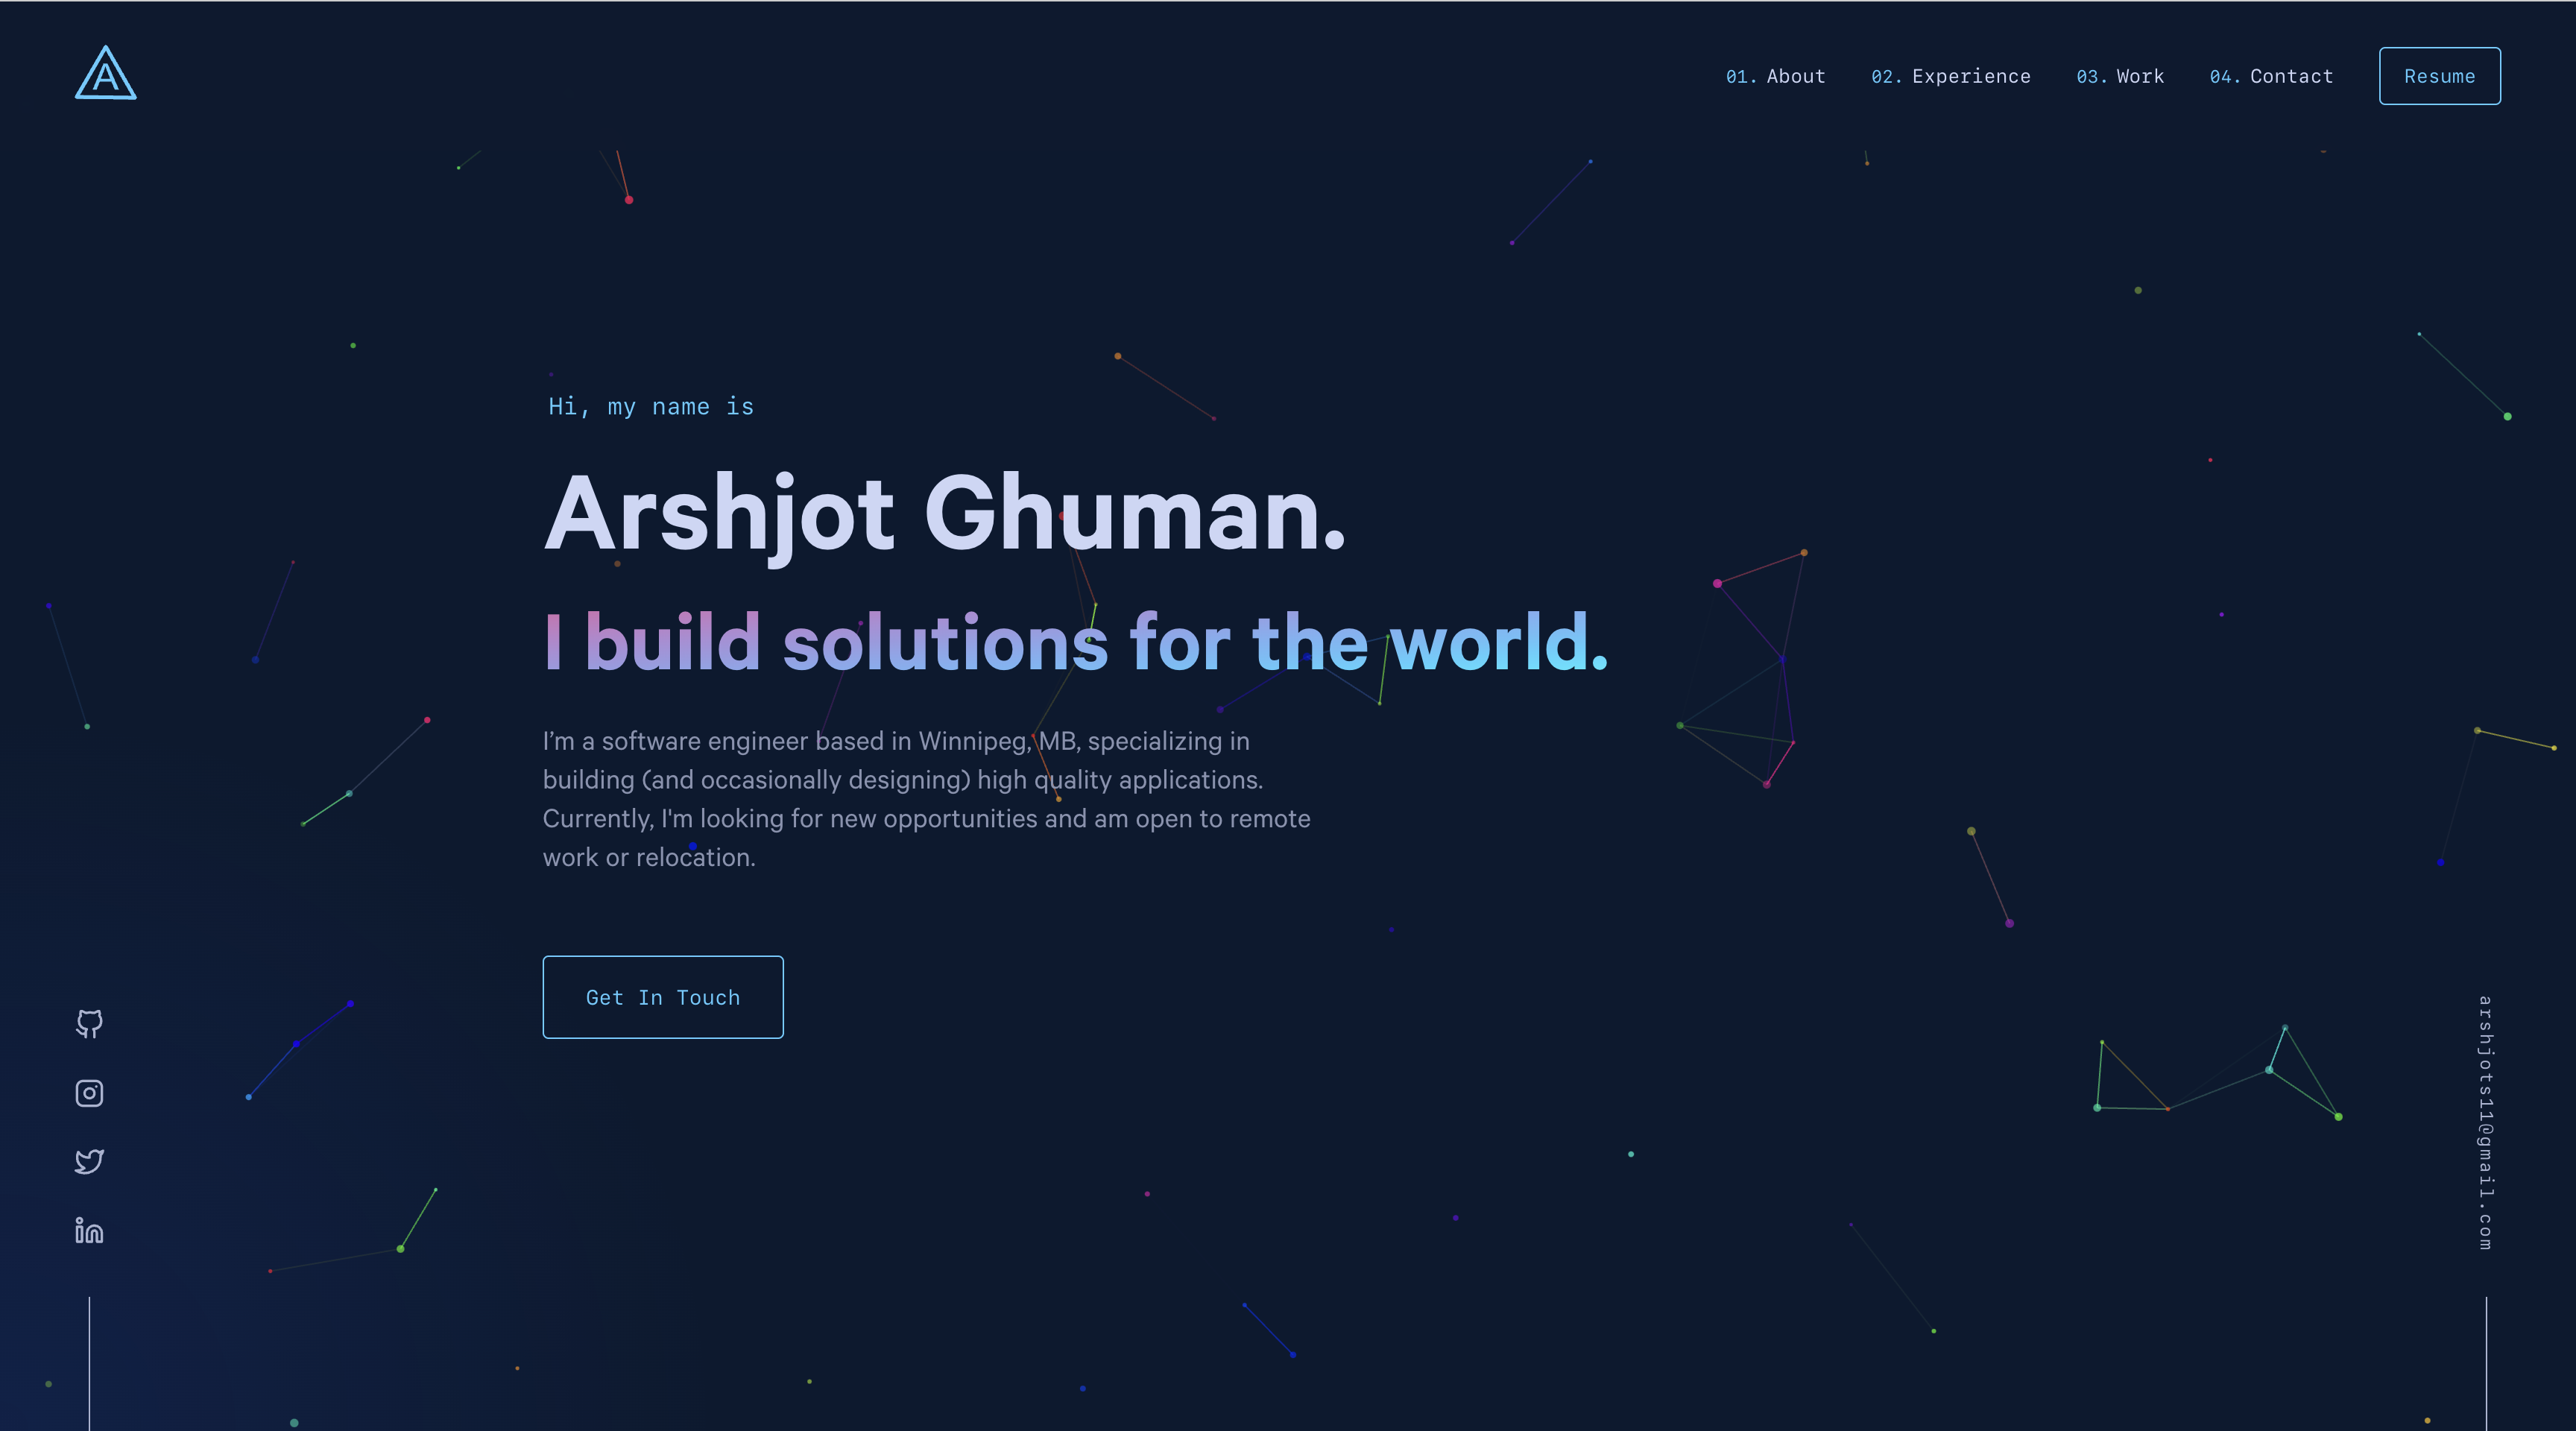 A
01. About 02. Experience 03. Work 04. Contact Resume
Hi, my name is
Arshjot Ghuman.
I build solutions for the world.
I’m a software engineer based in Winnipeg, MB, specializing in
building (and occasionally designing) high quality applications.
Currently, I'm looking for new opportunities and am open to remote
work or relocation.
Get In Touch
in
arshjots11@gmail.com